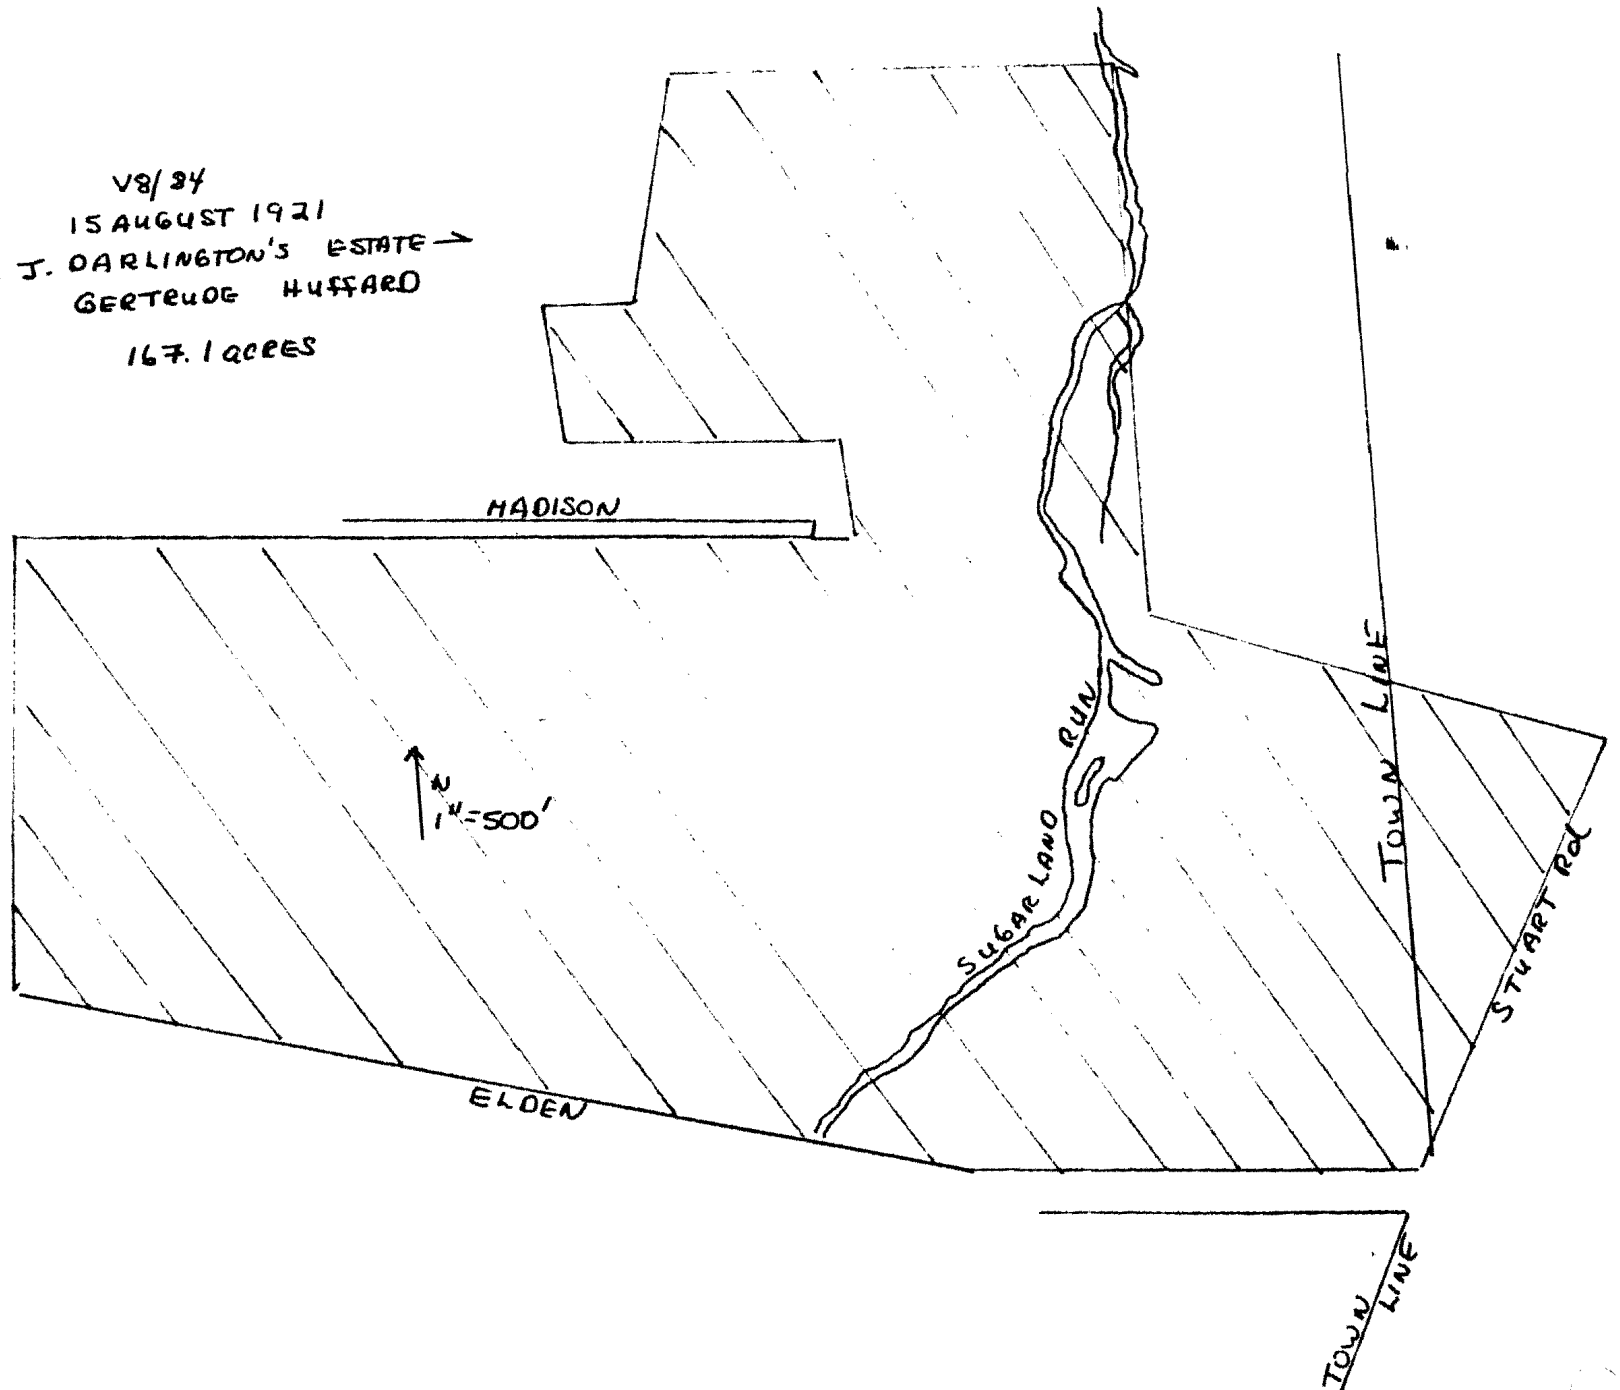 V8/84
15 AUGUST 1921
J. DARLINGTON'S ESTATE →
GERTRUDE HUFFARD
167.1 ACRES
MADISON
N
1"=500'
SUGARLAND RUN
TOWN LINE
STUART Rd
ELDEN
TOWN
LINE